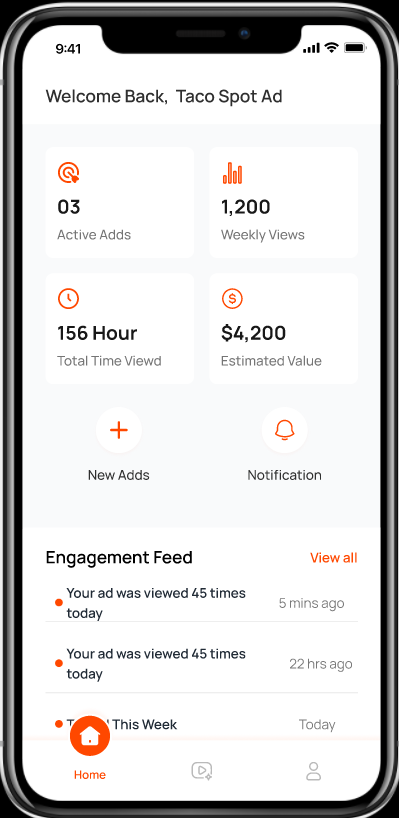 9:41
Welcome Back, Taco Spot Ad
03
Active Adds
1,200
Weekly Views
156 Hour
Total Time Viewd
$4,200
Estimated Value
New Adds
Notification
Engagement Feed
View all
Your ad was viewed 45 times
today
5 mins ago
Your ad was viewed 45 times
today
22 hrs ago
This Week
Today
Home